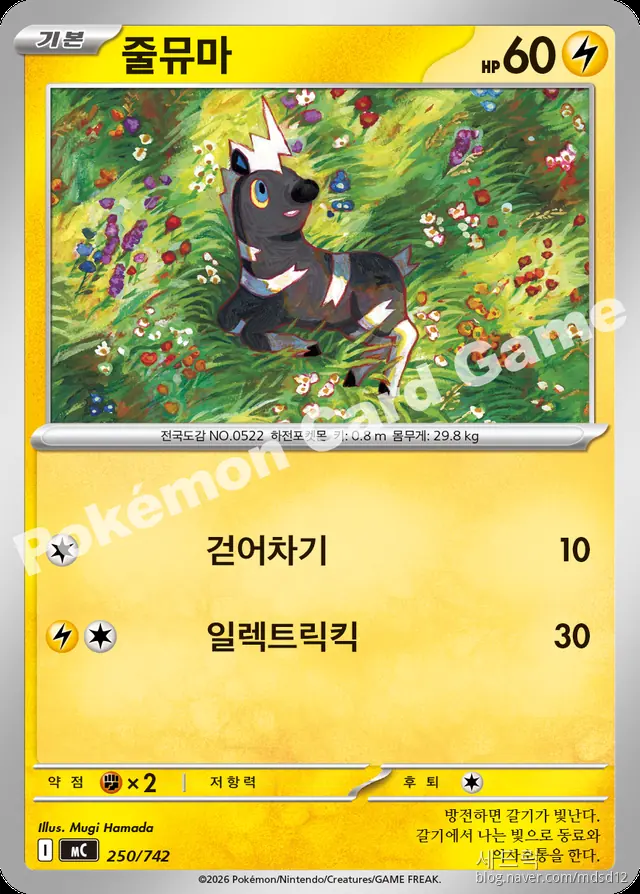 기본 줄뮤마 HP 60
전국도감 NO.0522 하전포켓몬 키: 0.8 m 몸무게: 29.8 kg
Pokémon Card Game
걷어차기 10
일렉트릭킥 30
약점 ×2 저항력 후퇴
Illus. Mugi Hamada
방전하면 갈기가 빛난다.
갈기에서 나는 빛으로 동료와
의사소통을 한다.
I MC 250/742
blog.naver.com/mdsd12
©2026 Pokémon/Nintendo/Creatures/GAME FREAK.